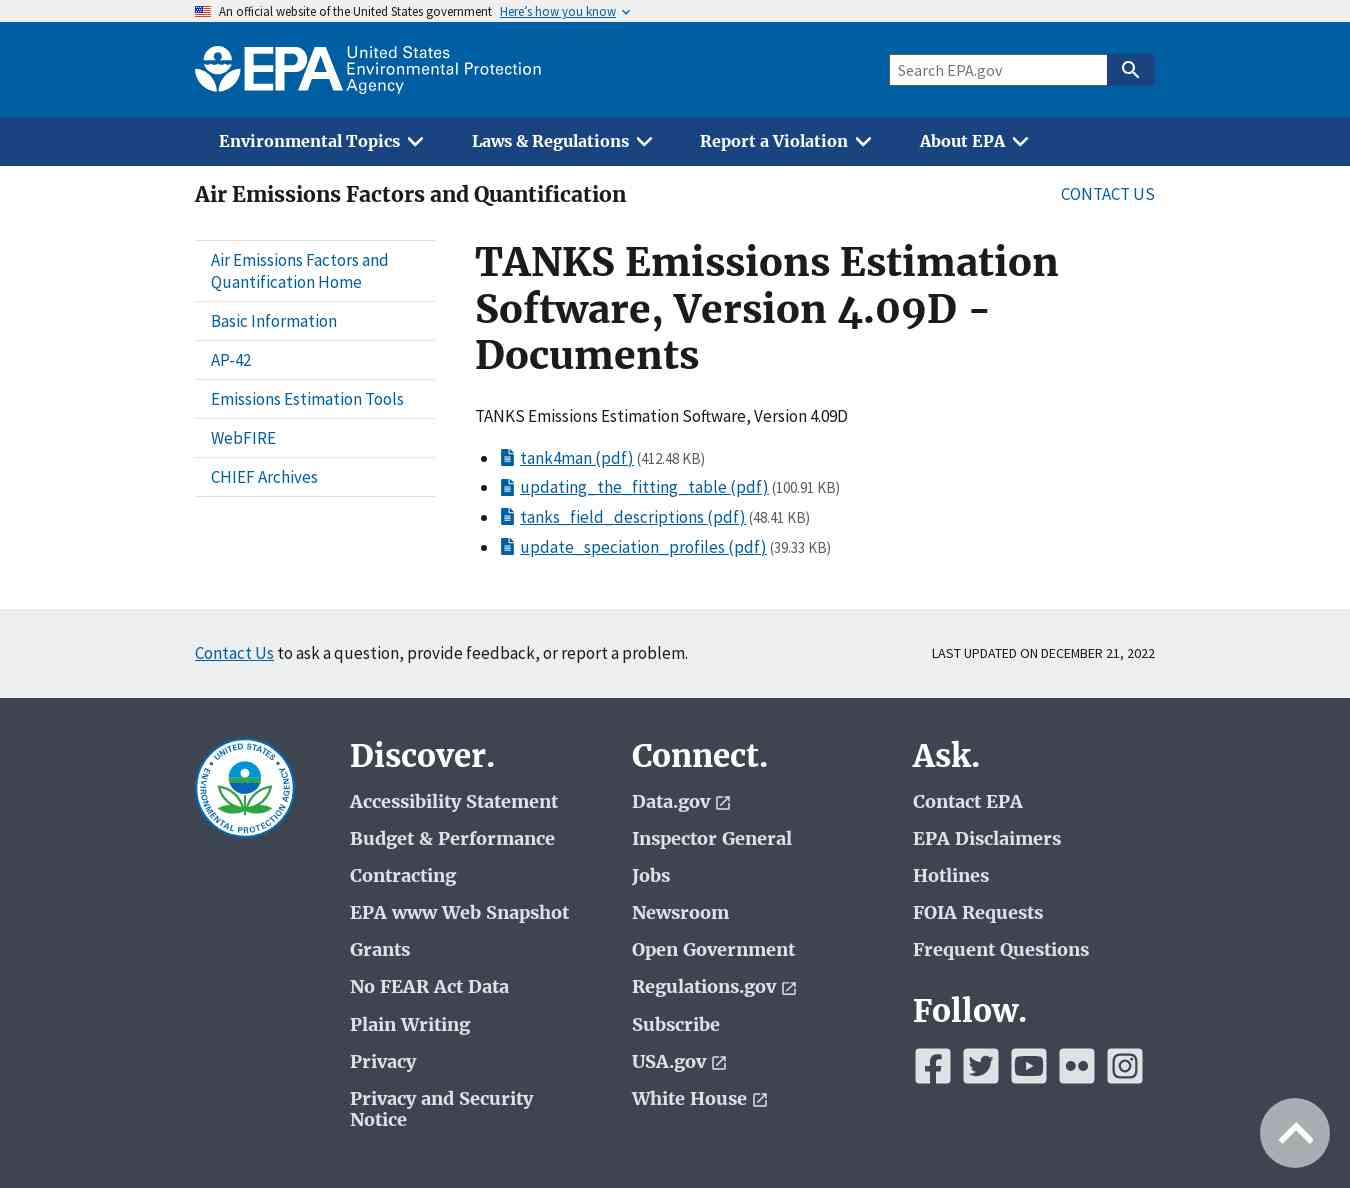 An official website of the United States government Here's how you know
EPA United States
Environmental Protection
Agency
Search EPA.gov
Environmental Topics
Laws & Regulations
Report a Violation
About EPA
Air Emissions Factors and Quantification
CONTACT US
Air Emissions Factors and
Quantification Home
Basic Information
AP-42
Emissions Estimation Tools
WebFIRE
CHIEF Archives
TANKS Emissions Estimation
Software, Version 4.09D -
Documents
TANKS Emissions Estimation Software, Version 4.09D
tank4man (pdf) (412.48 KB)
updating_the_fitting_table (pdf) (100.91 KB)
tanks_field_descriptions (pdf) (48.41 KB)
update_speciation_profiles (pdf) (39.33 KB)
Contact Us to ask a question, provide feedback, or report a problem.
LAST UPDATED ON DECEMBER 21, 2022
UNITED STATES
ENVIRONMENTAL PROTECTION AGENCY
Discover.
Accessibility Statement
Budget & Performance
Contracting
EPA www Web Snapshot
Grants
No FEAR Act Data
Plain Writing
Privacy
Privacy and Security
Notice
Connect.
Data.gov
Inspector General
Jobs
Newsroom
Open Government
Regulations.gov
Subscribe
USA.gov
White House
Ask.
Contact EPA
EPA Disclaimers
Hotlines
FOIA Requests
Frequent Questions
Follow.